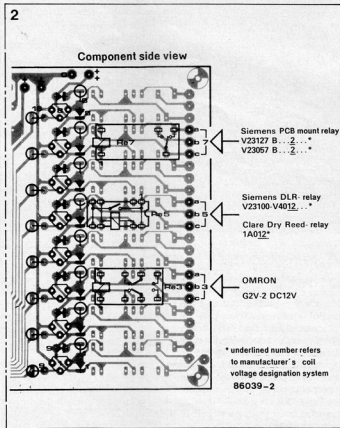 2
Component side view
Re7
a
b 7
c
Siemens PCB mount relay
V23127 B...2...*
V23057 B...2...*
Re5
a
b 5
c
Siemens DLR-relay
V23100-V4012...*
Clare Dry Reed-relay
1A012*
Re3
a
b 3
c
OMRON
G2V-2 DC12V
* underlined number refers
to manufacturer's coil
voltage designation system
86039-2